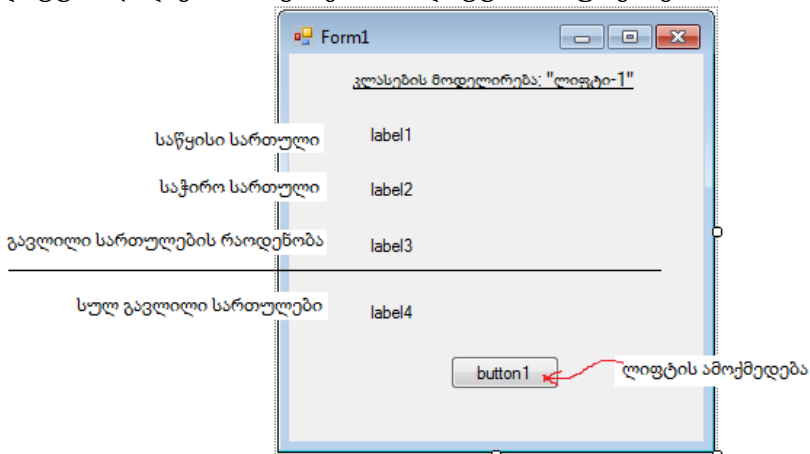 Form1
კლასების მოდელირება: "ლიფტი-1"
საწყისი სართული label1
საჭირო სართული label2
გავლილი სართულების რაოდენობა label3
სულ გავლილი სართულები label4
button1 ლიფტის ამოქმედება